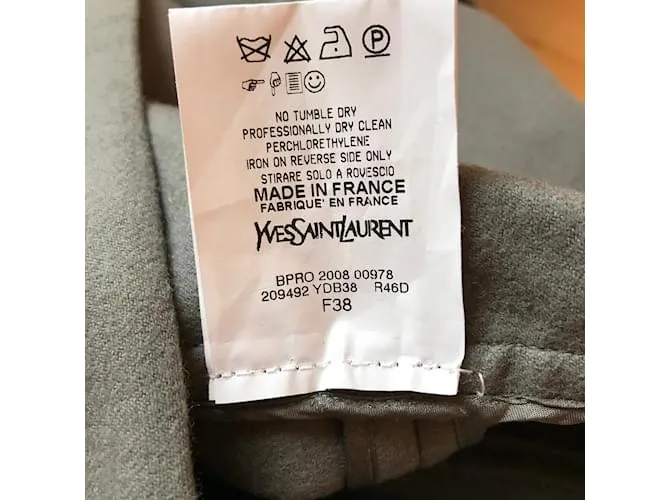 P
NO TUMBLE DRY
PROFESSIONALLY DRY CLEAN
PERCHLORETHYLENE
IRON ON REVERSE SIDE ONLY
STIRARE SOLO A ROVESCIO
MADE IN FRANCE
FABRIQUE' EN FRANCE
YVESSAINTLAURENT
BPRO 2008 00978
209492 YDB38 R46D
F38